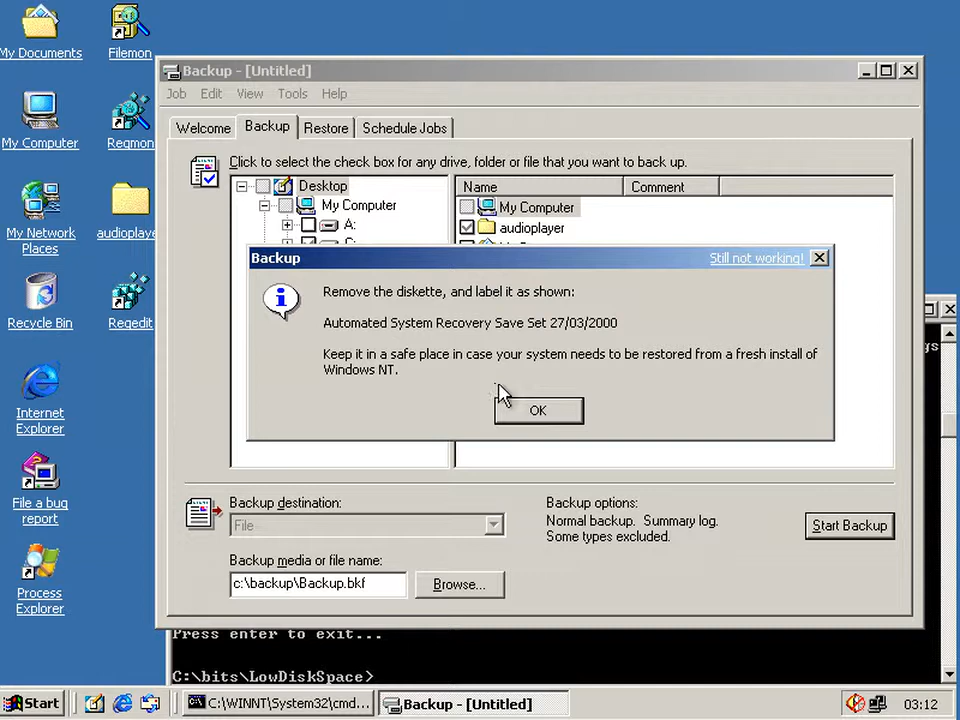 My Documents
Filemon
My Computer
Regmon
My Network
Places
audioplaye
Recycle Bin
Regedit
Internet
Explorer
File a bug
report
Process
Explorer
Backup - [Untitled]
Job Edit View Tools Help
Welcome Backup Restore Schedule Jobs
Click to select the check box for any drive, folder or file that you want to back up.
Desktop
My Computer
A:
Name Comment
My Computer
audioplayer
Backup Still not working!
Remove the diskette, and label it as shown:
Automated System Recovery Save Set 27/03/2000
Keep it in a safe place in case your system needs to be restored from a fresh install of
Windows NT.
OK
Backup destination:
File
Backup media or file name:
c:\backup\Backup.bkf
Browse...
Backup options:
Normal backup. Summary log.
Some types excluded.
Start Backup
Press enter to exit...
C:\bits\LowDiskSpace>
Start
C:\WINNT\System32\cmd...
Backup - [Untitled]
03:12